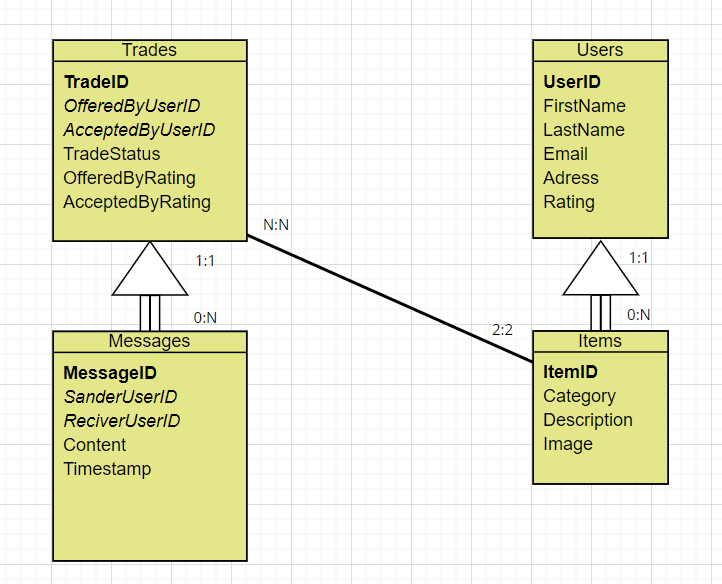 Trades
TradeID
OfferedByUserID
AcceptedByUserID
TradeStatus
OfferedByRating
AcceptedByRating
Users
UserID
FirstName
LastName
Email
Adress
Rating
N:N
1:1
0:N
1:1
0:N
2:2
Messages
MessageID
SanderUserID
ReciverUserID
Content
Timestamp
Items
ItemID
Category
Description
Image